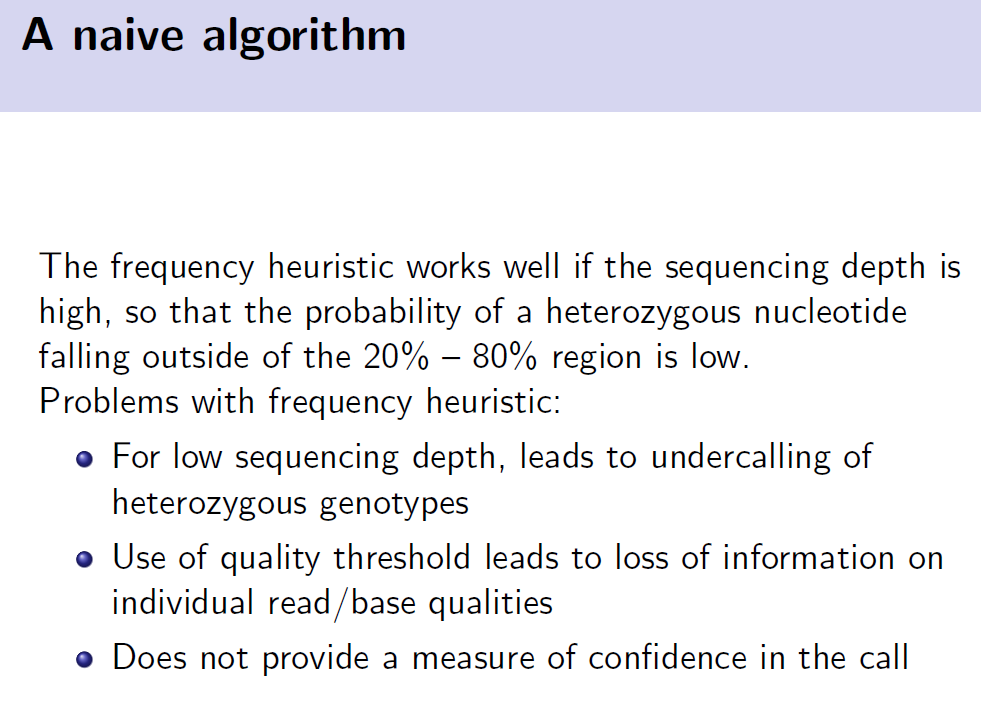 A naive algorithm
The frequency heuristic works well if the sequencing depth is
high, so that the probability of a heterozygous nucleotide
falling outside of the 20% – 80% region is low.
Problems with frequency heuristic:
For low sequencing depth, leads to undercalling of
heterozygous genotypes
Use of quality threshold leads to loss of information on
individual read/base qualities
Does not provide a measure of confidence in the call